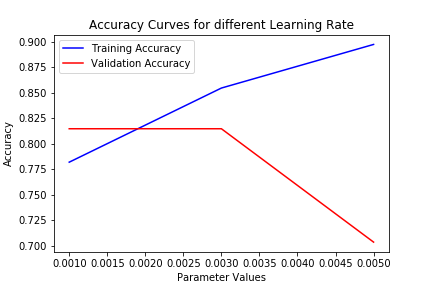 Accuracy Curves for different Learning Rate
Training Accuracy
Validation Accuracy
0.900
0.875
0.850
0.825
0.800
0.775
0.750
0.725
0.700
Accuracy
0.0010 0.0015 0.0020 0.0025 0.0030 0.0035 0.0040 0.0045 0.0050
Parameter Values